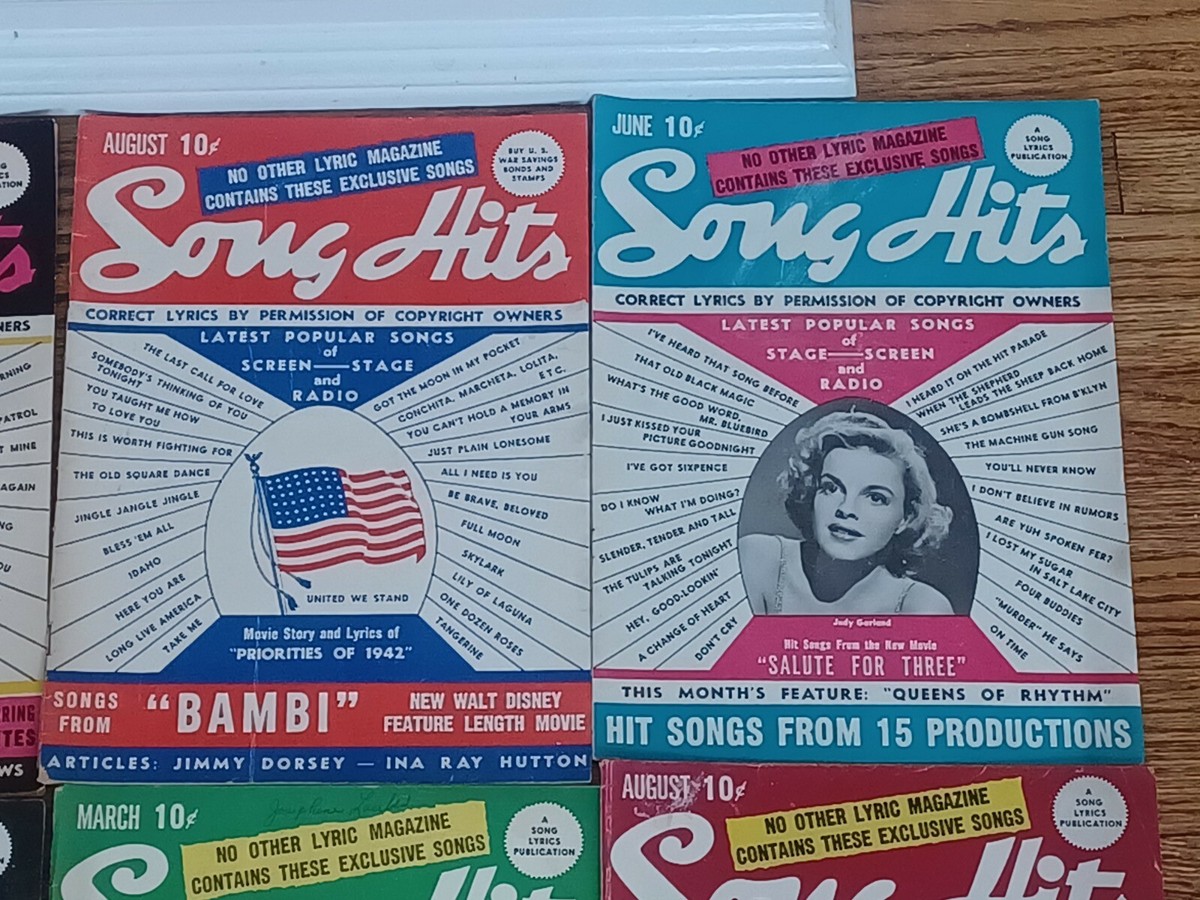 AUGUST 10¢
NO OTHER LYRIC MAGAZINE
CONTAINS THESE EXCLUSIVE SONGS
BUY U. S.
WAR SAVINGS
BONDS AND
STAMPS
Song Hits
CORRECT LYRICS BY PERMISSION OF COPYRIGHT OWNERS
LATEST POPULAR SONGS
of
SCREEN—STAGE
and
RADIO
THE LAST CALL FOR LOVE
SOMEBODY'S THINKING OF YOU
TONIGHT
YOU TAUGHT ME HOW
TO LOVE YOU
THIS IS WORTH FIGHTING FOR
THE OLD SQUARE DANCE
JINGLE JANGLE JINGLE
BLESS 'EM ALL
IDAHO
HERE YOU ARE
LONG LIVE AMERICA
TAKE ME
GOT THE MOON IN MY POCKET
CONCHITA, MARCHETA, LOLITA,
ETC.
YOU CAN'T HOLD A MEMORY IN
YOUR ARMS
JUST PLAIN LONESOME
ALL I NEED IS YOU
BE BRAVE, BELOVED
FULL MOON
SKYLARK
LILY OF LAGUNA
ONE DOZEN ROSES
TANGERINE
UNITED WE STAND
Movie Story and Lyrics of
"PRIORITIES OF 1942"
SONGS
FROM
"BAMBI"
NEW WALT DISNEY
FEATURE LENGTH MOVIE
ARTICLES: JIMMY DORSEY — INA RAY HUTTON
JUNE 10¢
NO OTHER LYRIC MAGAZINE
CONTAINS THESE EXCLUSIVE SONGS
A
SONG
LYRICS
PUBLICATION
Song Hits
CORRECT LYRICS BY PERMISSION OF COPYRIGHT OWNERS
LATEST POPULAR SONGS
of
STAGE—SCREEN
and
RADIO
I'VE HEARD THAT SONG BEFORE
THAT OLD BLACK MAGIC
WHAT'S THE GOOD WORD,
MR. BLUEBIRD
I JUST KISSED YOUR
PICTURE GOODNIGHT
I'VE GOT SIXPENCE
DO I KNOW
WHAT I'M DOING?
SLENDER, TENDER AND TALL
THE TULIPS ARE
TALKING TONIGHT
HEY, GOOD-LOOKIN'
A CHANGE OF HEART
DON'T CRY
I HEARD IT ON THE HIT PARADE
WHEN THE SHEPHERD
LEADS THE SHEEP BACK HOME
SHE'S A BOMBSHELL FROM B'KLYN
THE MACHINE GUN SONG
YOU'LL NEVER KNOW
I DON'T BELIEVE IN RUMORS
ARE YUH SPOKEN FER?
I LOST MY SUGAR
IN SALT LAKE CITY
FOUR BUDDIES
"MURDER" HE SAYS
ON TIME
Judy Garland
Hit Songs From the New Movie
"SALUTE FOR THREE"
THIS MONTH'S FEATURE: "QUEENS OF RHYTHM"
HIT SONGS FROM 15 PRODUCTIONS
NERS
RNING
PATROL
T MINE
AGAIN
NG
OU
RING
TES
WS
MARCH 10¢
NO OTHER LYRIC MAGAZINE
CONTAINS THESE EXCLUSIVE SONGS
A
SONG
LYRICS
PUBLICATION
Song Hits
AUGUST 10¢
NO OTHER LYRIC MAGAZINE
CONTAINS THESE EXCLUSIVE SONGS
A
SONG
LYRICS
PUBLICATION
Song Hits